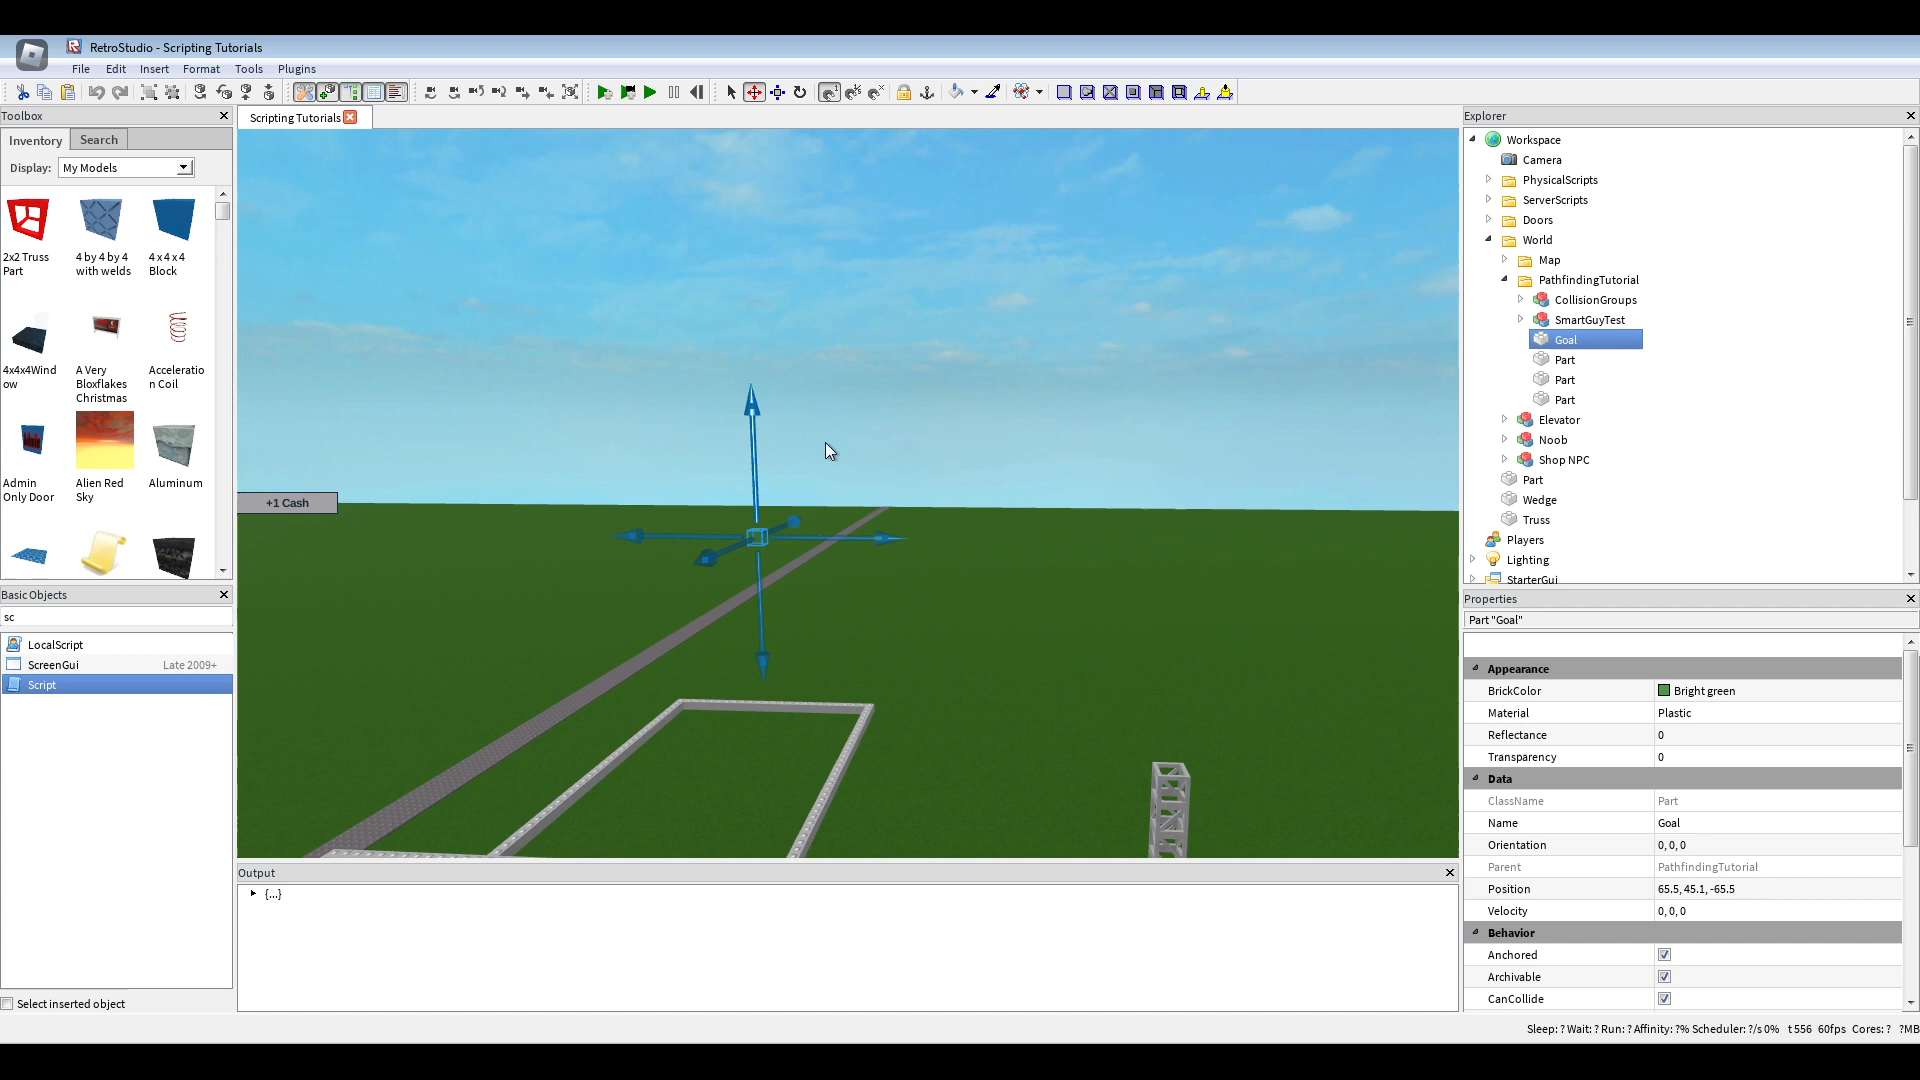 RetroStudio - Scripting Tutorials
File Edit Insert Format Tools Plugins
Toolbox
Inventory Search
Display: My Models
2x2 Truss
Part
4 by 4 by 4
with welds
4 x 4 x 4
Block
4x4x4Wind
ow
A Very
Bloxflakes
Christmas
Acceleratio
n Coil
Admin
Only Door
Alien Red
Sky
Aluminum
Basic Objects
sc
LocalScript
ScreenGui Late 2009+
Script
Select inserted object
Scripting Tutorials
+1 Cash
Output
{...}
Explorer
Workspace
Camera
PhysicalScripts
ServerScripts
Doors
World
Map
PathfindingTutorial
CollisionGroups
SmartGuyTest
Goal
Part
Part
Part
Elevator
Noob
Shop NPC
Part
Wedge
Truss
Players
Lighting
StarterGui
Properties
Part "Goal"
Appearance
BrickColor Bright green
Material Plastic
Reflectance 0
Transparency 0
Data
ClassName Part
Name Goal
Orientation 0, 0, 0
Parent PathfindingTutorial
Position 65.5, 45.1, -65.5
Velocity 0, 0, 0
Behavior
Anchored
Archivable
CanCollide
Sleep: ? Wait: ? Run: ? Affinity: ?% Scheduler: ?/s 0% t 556 60fps Cores: ? ?MB